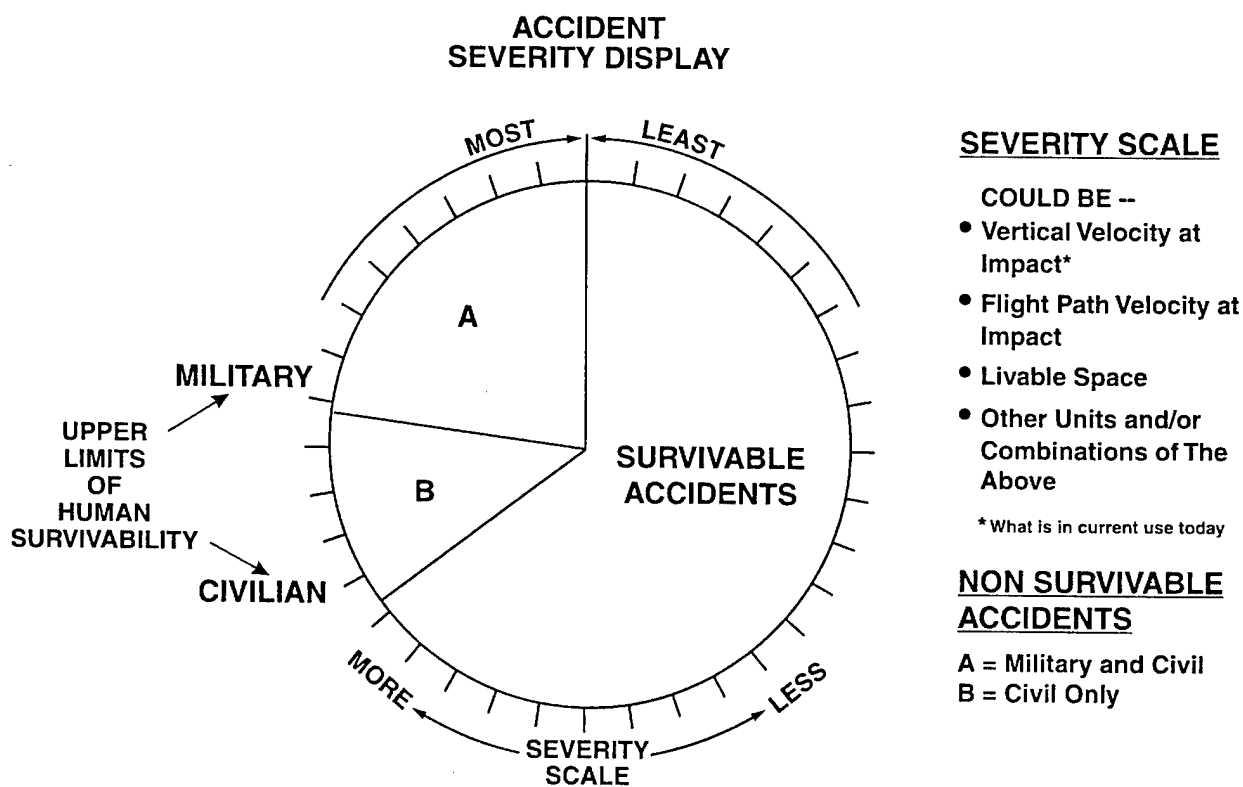 ACCIDENT
SEVERITY DISPLAY
MOST
LEAST
A
B
SURVIVABLE
ACCIDENTS
MILITARY
UPPER
LIMITS
OF
HUMAN
SURVIVABILITY
CIVILIAN
MORE
LESS
SEVERITY
SCALE
SEVERITY SCALE
COULD BE --
• Vertical Velocity at
Impact*
• Flight Path Velocity at
Impact
• Livable Space
• Other Units and/or
Combinations of The
Above
* What is in current use today
NON SURVIVABLE
ACCIDENTS
A = Military and Civil
B = Civil Only